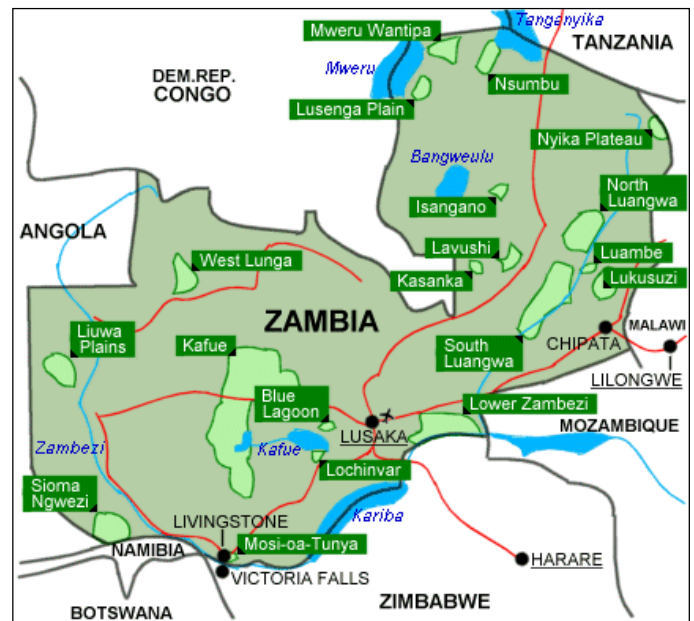 Tanganyika
Mweru Wantipa
TANZANIA
Mweru
DEM.REP.
CONGO
Nsumbu
Lusenga Plain
Nyika Plateau
Bangweulu
North
Luangwa
Isangano
ANGOLA
Lavushi
Luambe
West Lunga
Kasanka
Lukusuzi
ZAMBIA
MALAWI
Liuwa
Plains
Kafue
South
Luangwa
CHIPATA
LILONGWE
Blue
Lagoon
Lower Zambezi
LUSAKA
MOZAMBIQUE
Zambezi
Kafue
Lochinvar
Sioma
Ngwezi
Kariba
LIVINGSTONE
NAMIBIA
Mosi-oa-Tunya
HARARE
VICTORIA FALLS
ZIMBABWE
BOTSWANA